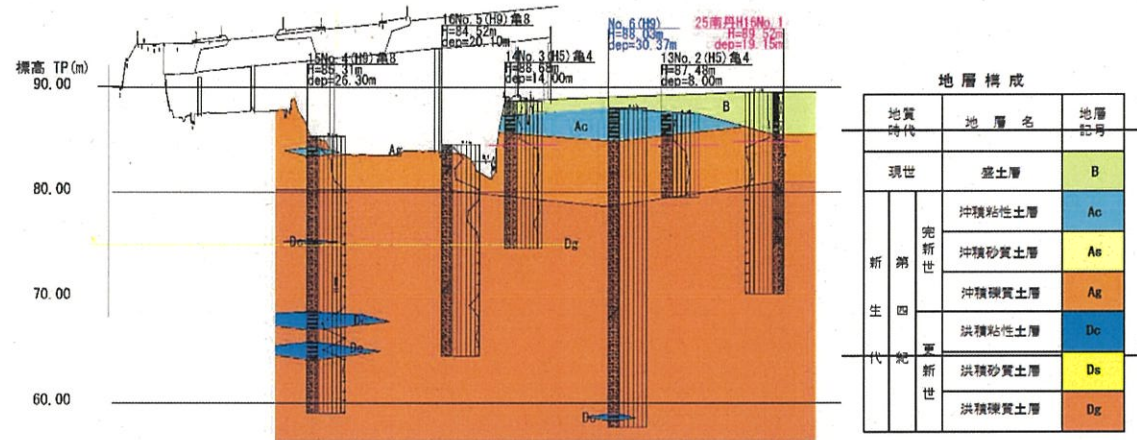 16No.5(H9)亀8
H=84.52m
dep=20.10m
No.6(H9)
H=88.03m
dep=30.37m
25南丹H16No.1
H=89.52m
dep=19.15m
15No.4(H9)亀8
H=85.31m
dep=26.30m
14No.3(H5)亀4
H=88.68m
dep=14.00m
13No.2(H5)亀4
H=87.48m
dep=8.00m
標高 TP(m)
90.00
80.00
70.00
60.00
B
Ac
Ag
Dc
Dg
Dc
Dc
Dc
地層構成
地質時代
地層名
地層記号
現世
盛土層
B
新生代
第四紀
完新世
沖積粘性土層
Ac
沖積砂質土層
As
沖積礫質土層
Ag
更新世
洪積粘性土層
Dc
洪積砂質土層
Ds
洪積礫質土層
Dg